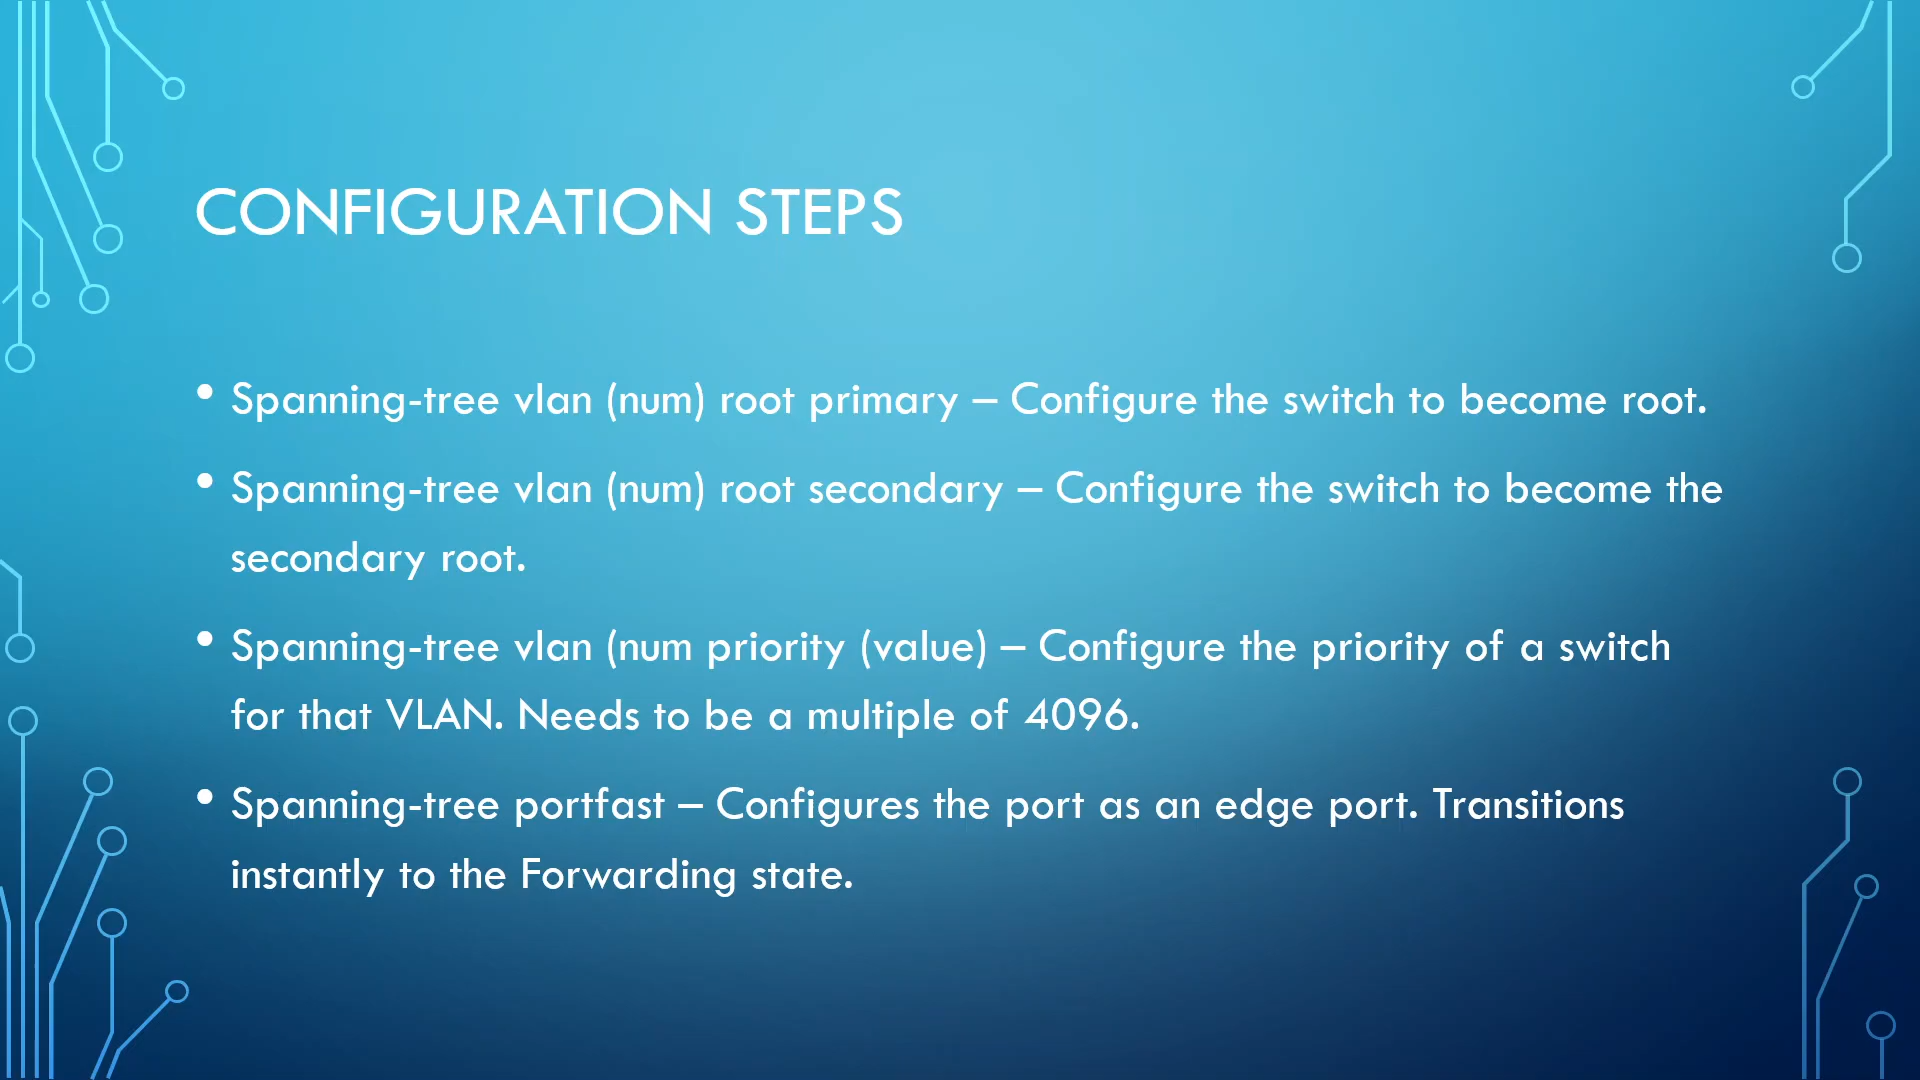 CONFIGURATION STEPS
• Spanning-tree vlan (num) root primary – Configure the switch to become root.
• Spanning-tree vlan (num) root secondary – Configure the switch to become the
secondary root.
• Spanning-tree vlan (num priority (value) – Configure the priority of a switch
for that VLAN. Needs to be a multiple of 4096.
• Spanning-tree portfast – Configures the port as an edge port. Transitions
instantly to the Forwarding state.